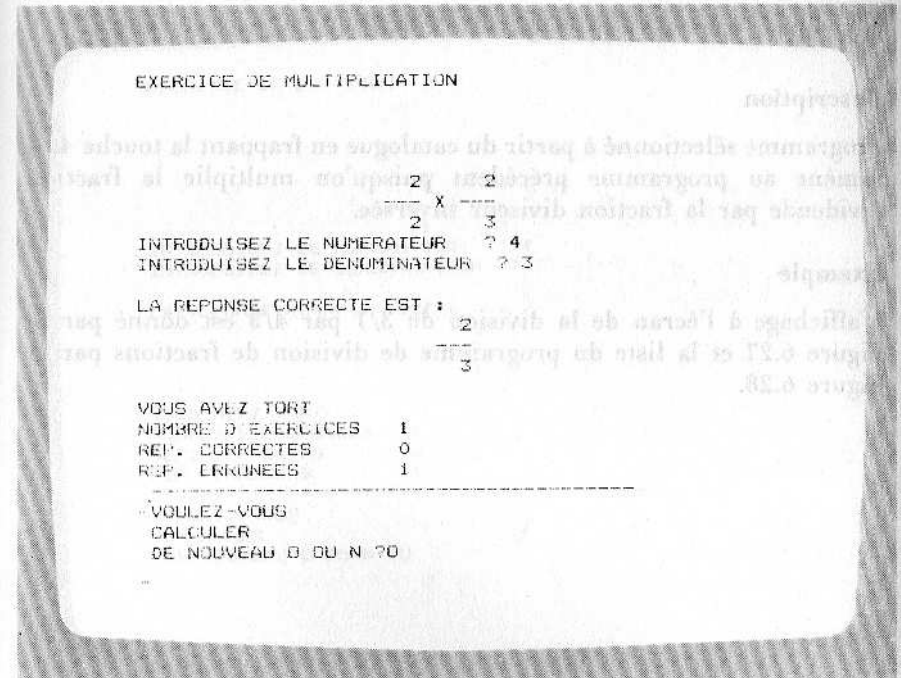 EXERCICE DE MULTIPLICATION
2 2
--- X ---
2 3
INTRODUISEZ LE NUMERATEUR ? 4
INTRODUISEZ LE DENOMINATEUR ? 3
LA REPONSE CORRECTE EST :
2
---
3
VOUS AVEZ TORT
NOMBRE D'EXERCICES 1
REP. CORRECTES 0
REP. ERRONEES 1
VOULEZ-VOUS
CALCULER
DE NOUVEAU O OU N ?O